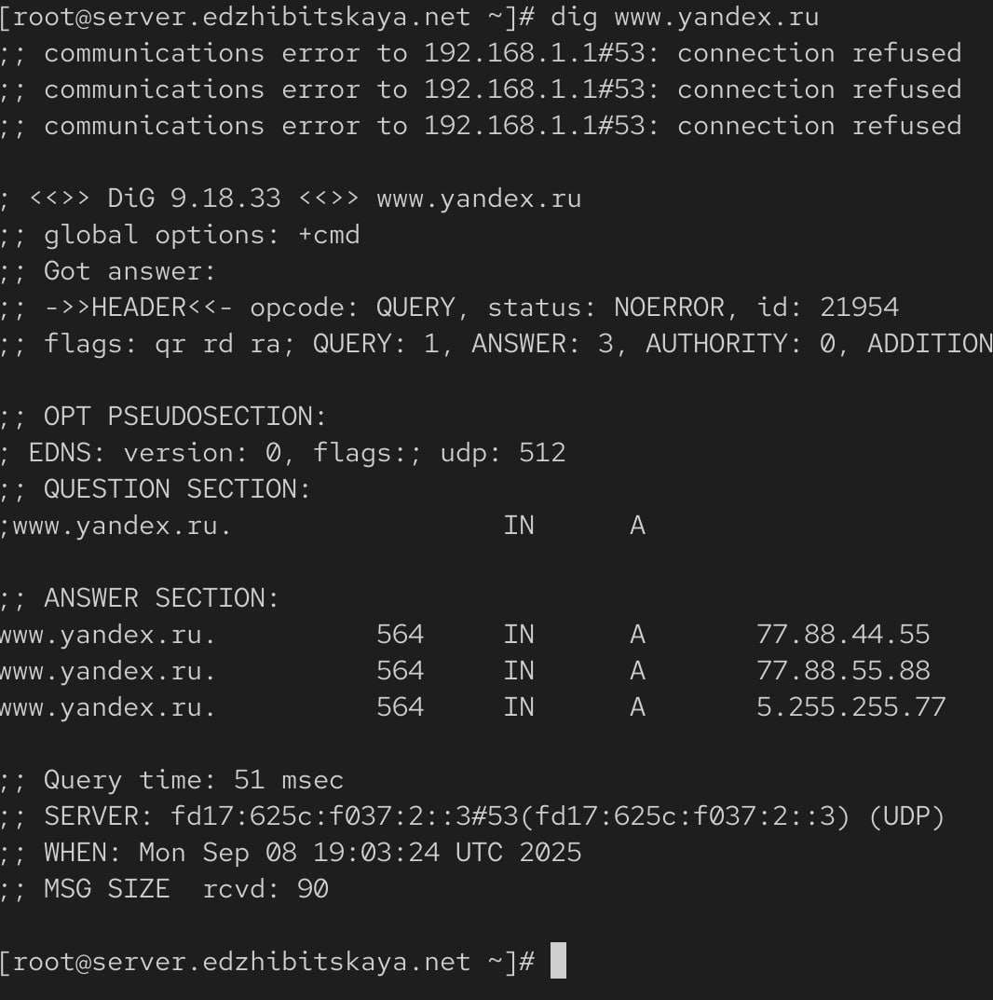 [root@server.edzhibitskaya.net ~]# dig www.yandex.ru
;; communications error to 192.168.1.1#53: connection refused
;; communications error to 192.168.1.1#53: connection refused
;; communications error to 192.168.1.1#53: connection refused
; <<>> DiG 9.18.33 <<>> www.yandex.ru
;; global options: +cmd
;; Got answer:
;; ->>HEADER<<- opcode: QUERY, status: NOERROR, id: 21954
;; flags: qr rd ra; QUERY: 1, ANSWER: 3, AUTHORITY: 0, ADDITION
;; OPT PSEUDOSECTION:
; EDNS: version: 0, flags:; udp: 512
;; QUESTION SECTION:
;www.yandex.ru. IN A
;; ANSWER SECTION:
www.yandex.ru. 564 IN A 77.88.44.55
www.yandex.ru. 564 IN A 77.88.55.88
www.yandex.ru. 564 IN A 5.255.255.77
;; Query time: 51 msec
;; SERVER: fd17:625c:f037:2::3#53(fd17:625c:f037:2::3) (UDP)
;; WHEN: Mon Sep 08 19:03:24 UTC 2025
;; MSG SIZE rcvd: 90
[root@server.edzhibitskaya.net ~]#